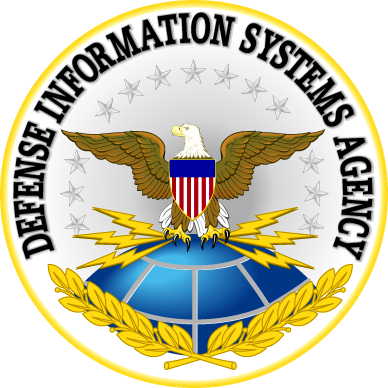 DEFENSE INFORMATION SYSTEMS AGENCY